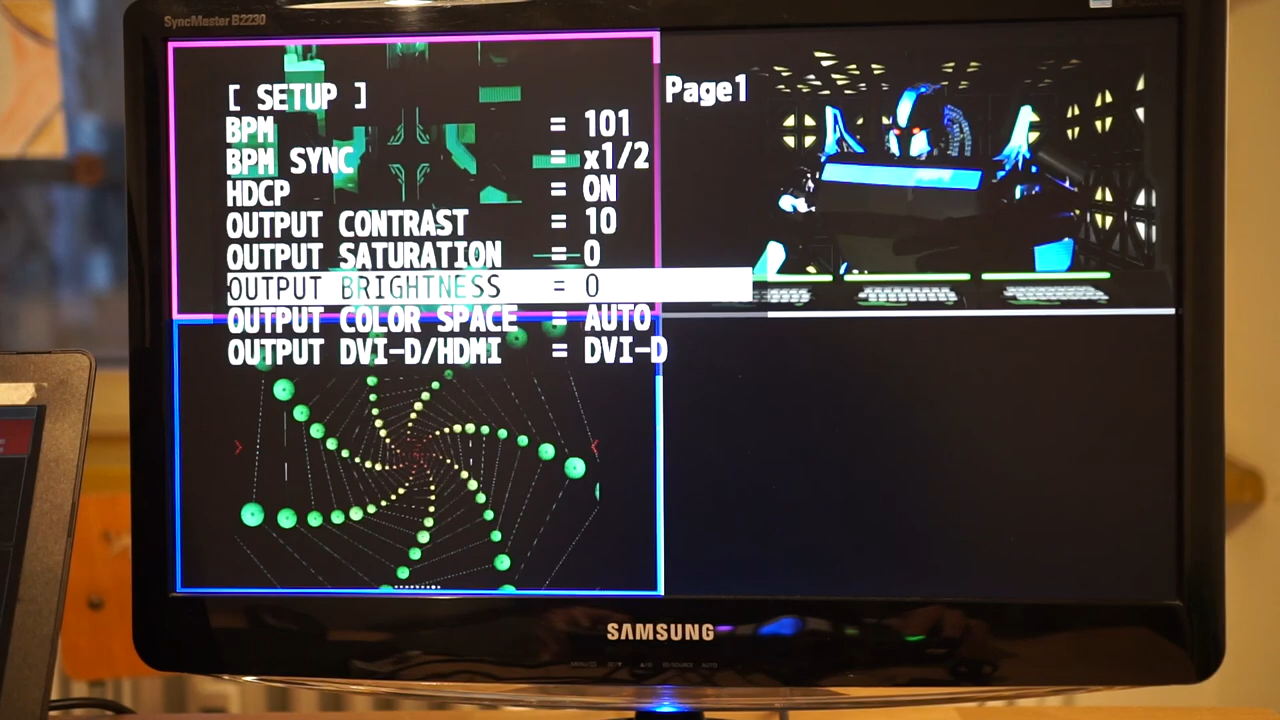 SyncMaster B2230
[ SETUP ]
BPM = 101
BPM SYNC = x1/2
HDCP = ON
OUTPUT CONTRAST = 10
OUTPUT SATURATION = 0
OUTPUT BRIGHTNESS = 0
OUTPUT COLOR SPACE = AUTO
OUTPUT DVI-D/HDMI = DVI-D
Page1
SAMSUNG